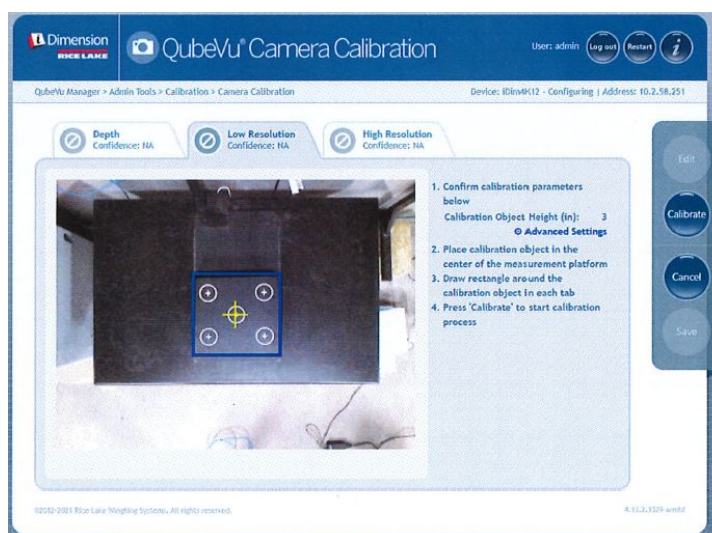 iDimension
RICE LAKE
QubeVu® Camera Calibration
User: admin
Log out
Restart
i
QubeVu Manager > Admin Tools > Calibration > Camera Calibration
Device: iDim4K12 - Configuring | Address: 10.2.58.251
Depth
Confidence: NA
Low Resolution
Confidence: NA
High Resolution
Confidence: NA
1. Confirm calibration parameters
below
Calibration Object Height (in): 3
Advanced Settings
2. Place calibration object in the
center of the measurement platform
3. Draw rectangle around the
calibration object in each tab
4. Press 'Calibrate' to start calibration
process
Edit
Calibrate
Cancel
Save
©2012-2021 Rice Lake Weighing Systems. All rights reserved.